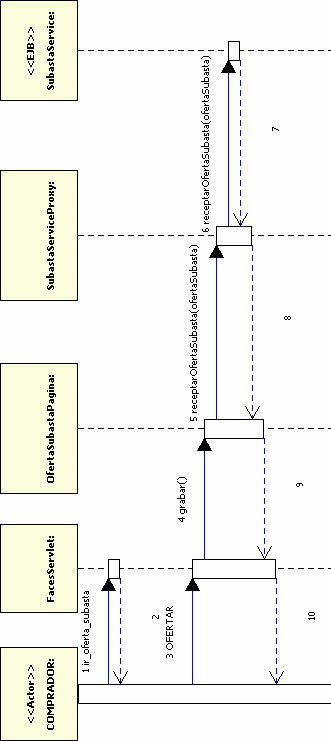 <<Actor>>
COMPRADOR:
FacesServlet:
OfertaSubastaPagina:
SubastaServiceProxy:
<<EJB>>
SubastaService:
1 ir_oferta_subasta
2
3 OFERTAR
4 grabar()
5 receptarOfertaSubasta(ofertaSubasta)
6 receptarOfertaSubasta(ofertaSubasta)
7
8
9
10